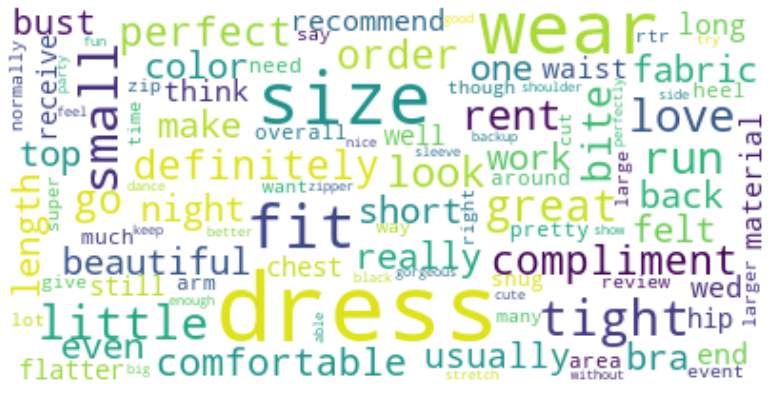 bust
perfect
recommend
good
say
wear
rtr
long
try
fun
normally
receive
color
need
order
one
waist
fabric
small
zip
think
size
though
shoulder
heel
party
feel
time
make
overall
nice
well
backup
rent
cut
bite
perfectly
side
love
top
definitely
look
sleeve
work
around
large
run
material
length
super
go
dance
night
want
zipper
short
right
great
back
much
keep
better
fit
way
pretty
show
felt
beautiful
chest
really
gorgeous
compliment
larger
give
still
arm
black
snug
cute
review
wed
lot
little
enough
dress
able
many
tight
hip
even
flatter
big
comfortable
usually
stretch
area
without
bra
end
event